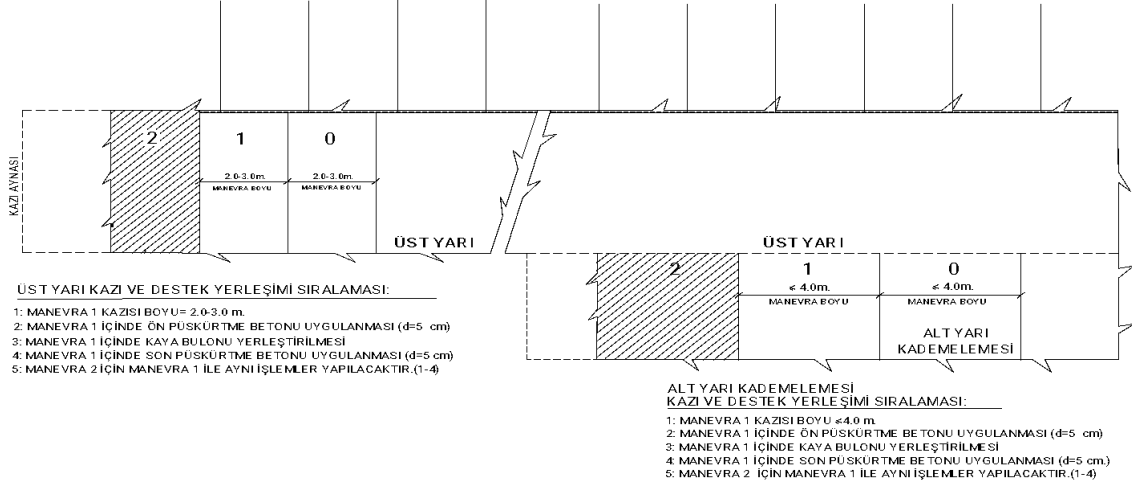 KAZI AYNASI
2
1
0
2.0-3.0m.
2.0-3.0m.
MANEVRA BOYU
MANEVRA BOYU
ÜST YARI
ÜST YARI
2
1
0
≤ 4.0m.
≤ 4.0m.
MANEVRA BOYU
MANEVRA BOYU
ALT YARI
KADEMELEMESİ
ÜST YARI KAZI VE DESTEK YERLEŞİMİ SIRALAMASI:
1: MANEVRA 1 KAZISI BOYU= 2.0-3.0 m.
2: MANEVRA 1 İÇİNDE ÖN PÜSKÜRTME BETONU UYGULANMASI (d=5 cm)
3: MANEVRA 1 İÇİNDE KAYA BULONU YERLEŞTİRİLMESİ
4: MANEVRA 1 İÇİNDE SON PÜSKÜRTME BETONU UYGULANMASI (d=5 cm)
5: MANEVRA 2 İÇİN MANEVRA 1 İLE AYNI İŞLEMLER YAPILACAKTIR.(1-4)
ALT YARI KADEMELEMESİ
KAZI VE DESTEK YERLEŞİMİ SIRALAMASI:
1: MANEVRA 1 KAZISI BOYU ≤4.0 m.
2: MANEVRA 1 İÇİNDE ÖN PÜSKÜRTME BETONU UYGULANMASI (d=5 cm)
3: MANEVRA 1 İÇİNDE KAYA BULONU YERLEŞTİRİLMESİ
4: MANEVRA 1 İÇİNDE SON PÜSKÜRTME BETONU UYGULANMASI (d=5 cm.)
5: MANEVRA 2 İÇİN MANEVRA 1 İLE AYNI İŞLEMLER YAPILACAKTIR.(1-4)